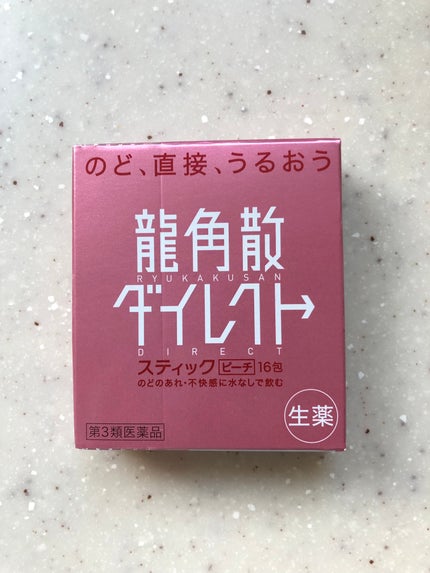 のど、直接、うるおう
龍角散
RYUKAKUSAN
ダイレクト
DIRECT
スティック ピーチ 16包
のどのあれ・不快感に水なしで飲む
第3類医薬品
生薬